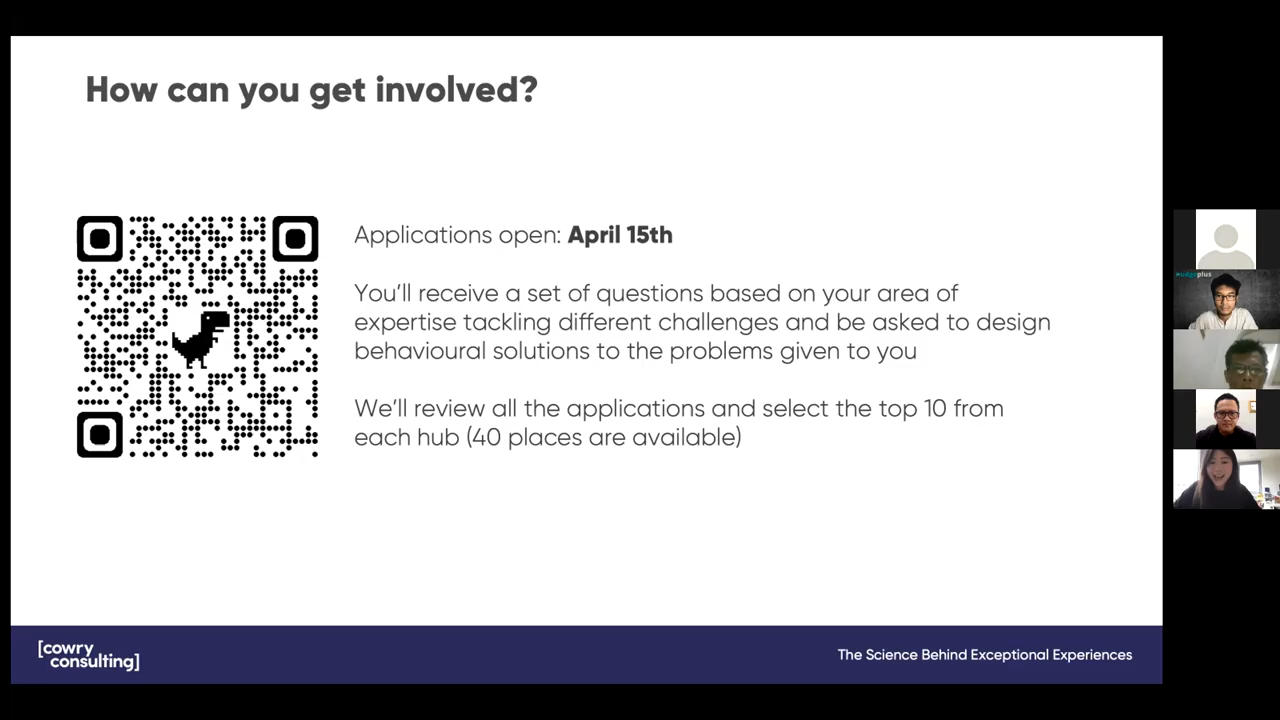 How can you get involved?
Applications open: April 15th
You'll receive a set of questions based on your area of
expertise tackling different challenges and be asked to design
behavioural solutions to the problems given to you
We'll review all the applications and select the top 10 from
each hub (40 places are available)
[cowry
consulting]
The Science Behind Exceptional Experiences